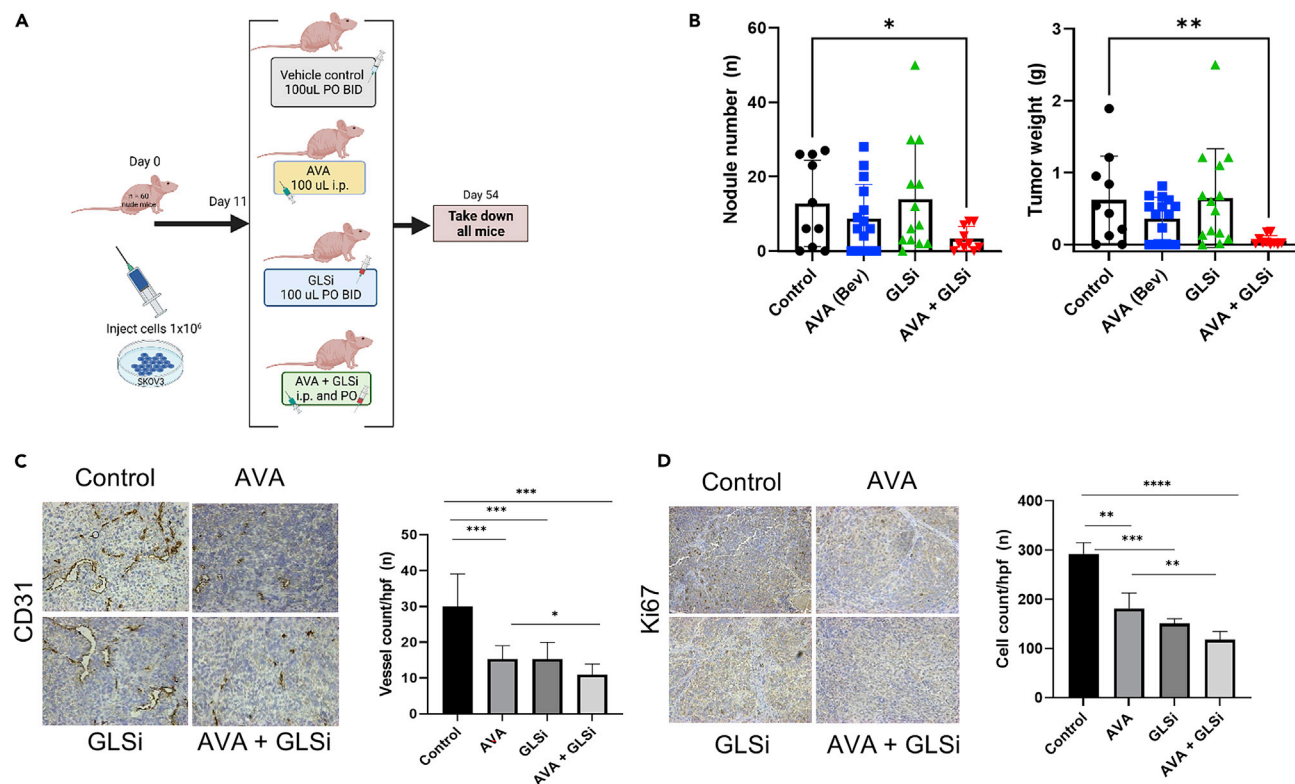 A
Day 0
n = 60
nude mice
Inject cells 1x10⁶
SKOV3
Day 11
Vehicle control
100uL PO BID
AVA
100 uL i.p.
GLSi
100 uL PO BID
AVA + GLSi
i.p. and PO
Day 54
Take down
all mice
B
Nodule number (n)
60
40
20
0
*
Control
AVA (Bev)
GLSi
AVA + GLSi
Tumor weight (g)
3
2
1
0
**
Control
AVA (Bev)
GLSi
AVA + GLSi
C
Control
AVA
CD31
GLSi
AVA + GLSi
Vessel count/hpf (n)
50
40
30
20
10
0
***
***
***
*
Control
AVA
GLSi
AVA + GLSi
D
Control
AVA
Ki67
GLSi
AVA + GLSi
Cell count/hpf (n)
400
300
200
100
0
****
**
***
**
Control
AVA
GLSi
AVA + GLSi